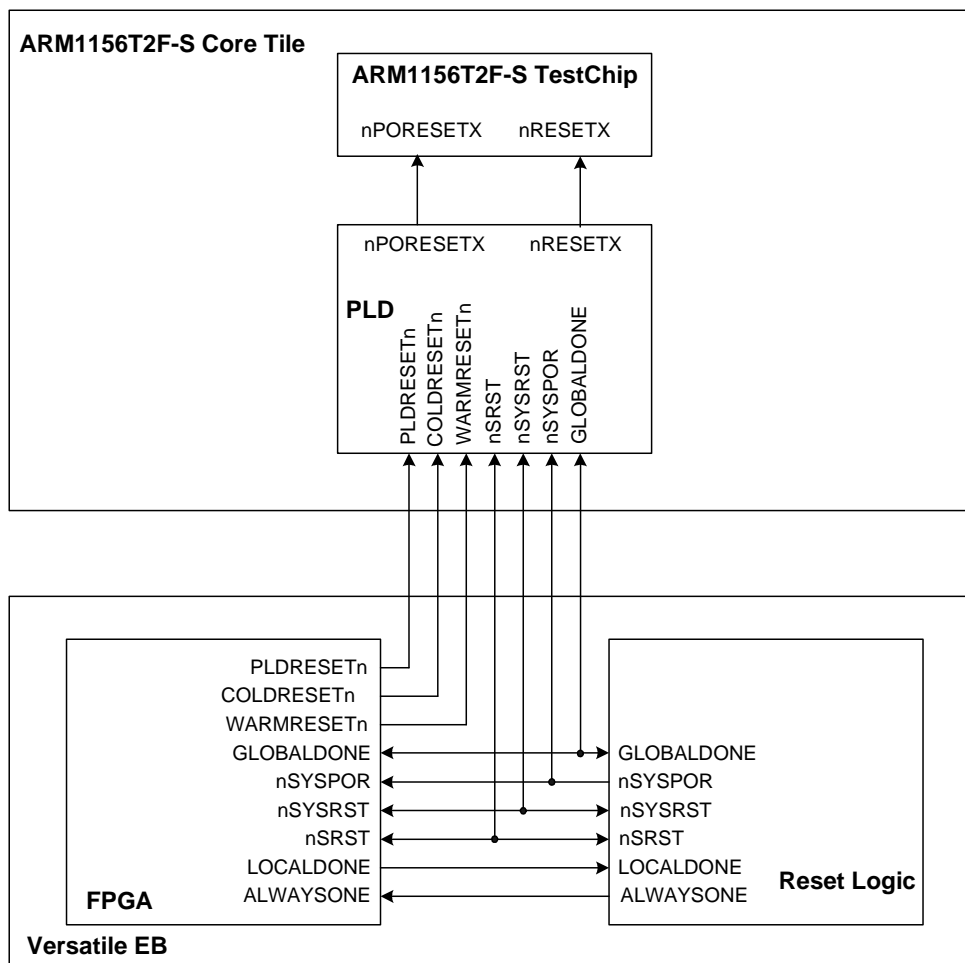 ARM1156T2F-S Core Tile
ARM1156T2F-S TestChip
nPORESETX nRESETX
nPORESETX nRESETX
PLD
PLDRESETn
COLDRESETn
WARMRESETn
nSRST
nSYSRST
nSYSPOR
GLOBALDONE
PLDRESETn
COLDRESETn
WARMRESETn
GLOBALDONE
nSYSPOR
nSYSRST
nSRST
LOCALDONE
ALWAYSONE
FPGA
GLOBALDONE
nSYSPOR
nSYSRST
nSRST
LOCALDONE
ALWAYSONE
Reset Logic
Versatile EB